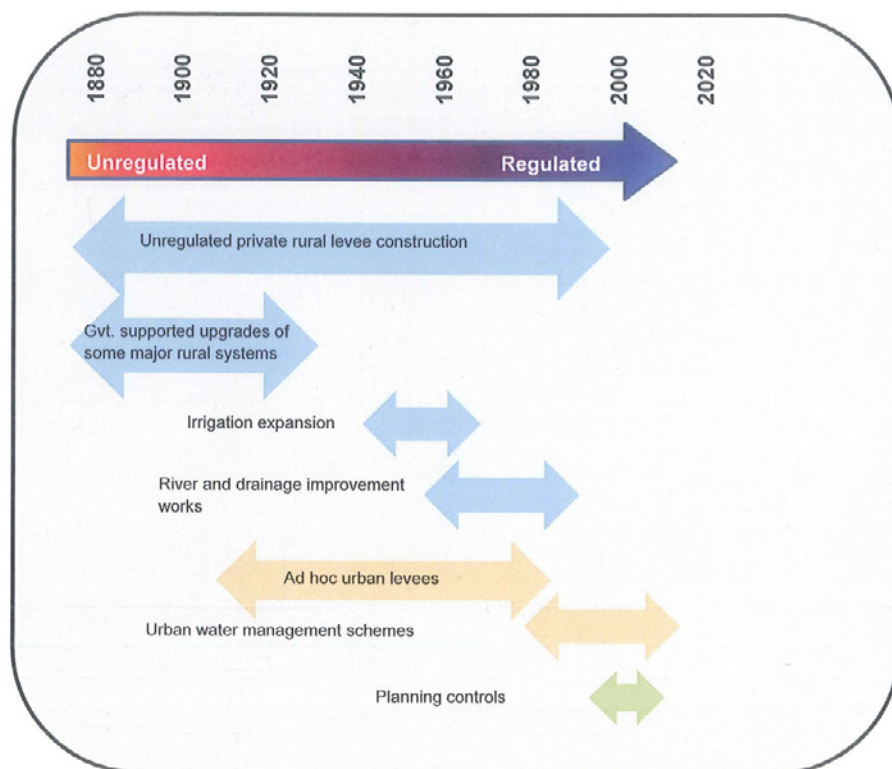 1880 1900 1920 1940 1960 1980 2000 2020
Unregulated Regulated
Unregulated private rural levee construction
Gvt. supported upgrades of
some major rural systems
Irrigation expansion
River and drainage improvement
works
Ad hoc urban levees
Urban water management schemes
Planning controls